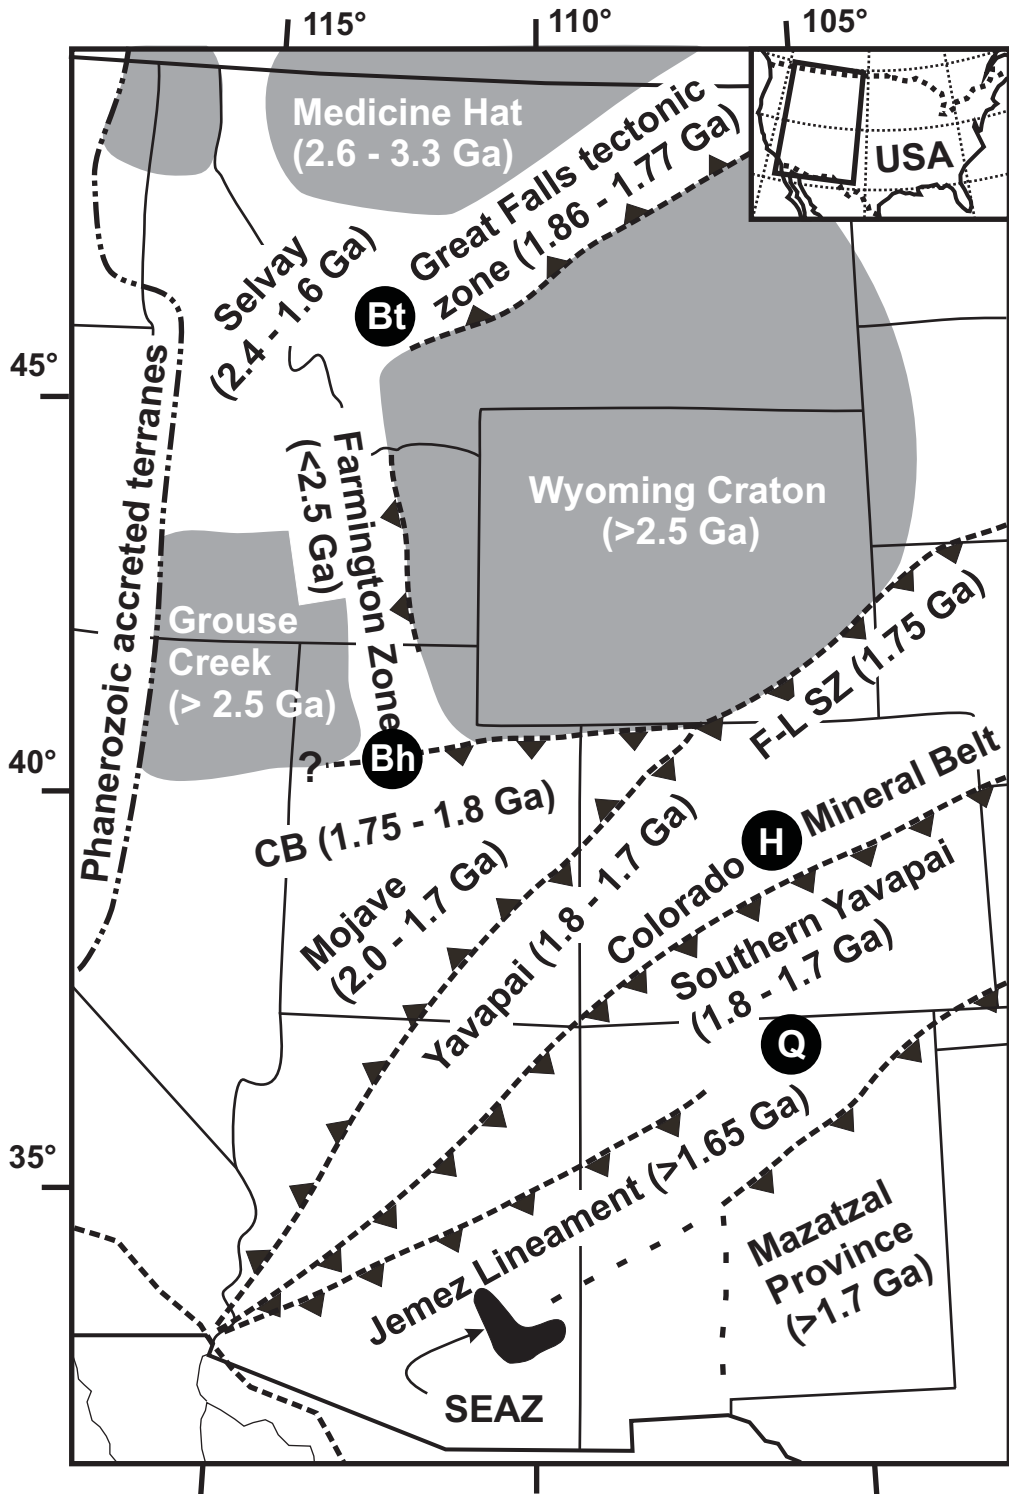 115°
110°
105°
Medicine Hat
(2.6 - 3.3 Ga)
Great Falls tectonic
zone (1.86 - 1.77 Ga)
USA
Selvay
(2.4 - 1.6 Ga)
Bt
45°
Phanerozoic accreted terranes
Farmington Zone
(<2.5 Ga)
Wyoming Craton
(>2.5 Ga)
Grouse
Creek
(> 2.5 Ga)
F-L SZ (1.75 Ga)
40°
?
Bh
CB (1.75 - 1.8 Ga)
Mojave
(2.0 - 1.7 Ga)
Yavapai (1.8 - 1.7 Ga)
H
Colorado Mineral Belt
Southern Yavapai
(1.8 - 1.7 Ga)
Q
35°
Jemez Lineament (>1.65 Ga)
Mazatzal
Province
(>1.7 Ga)
SEAZ